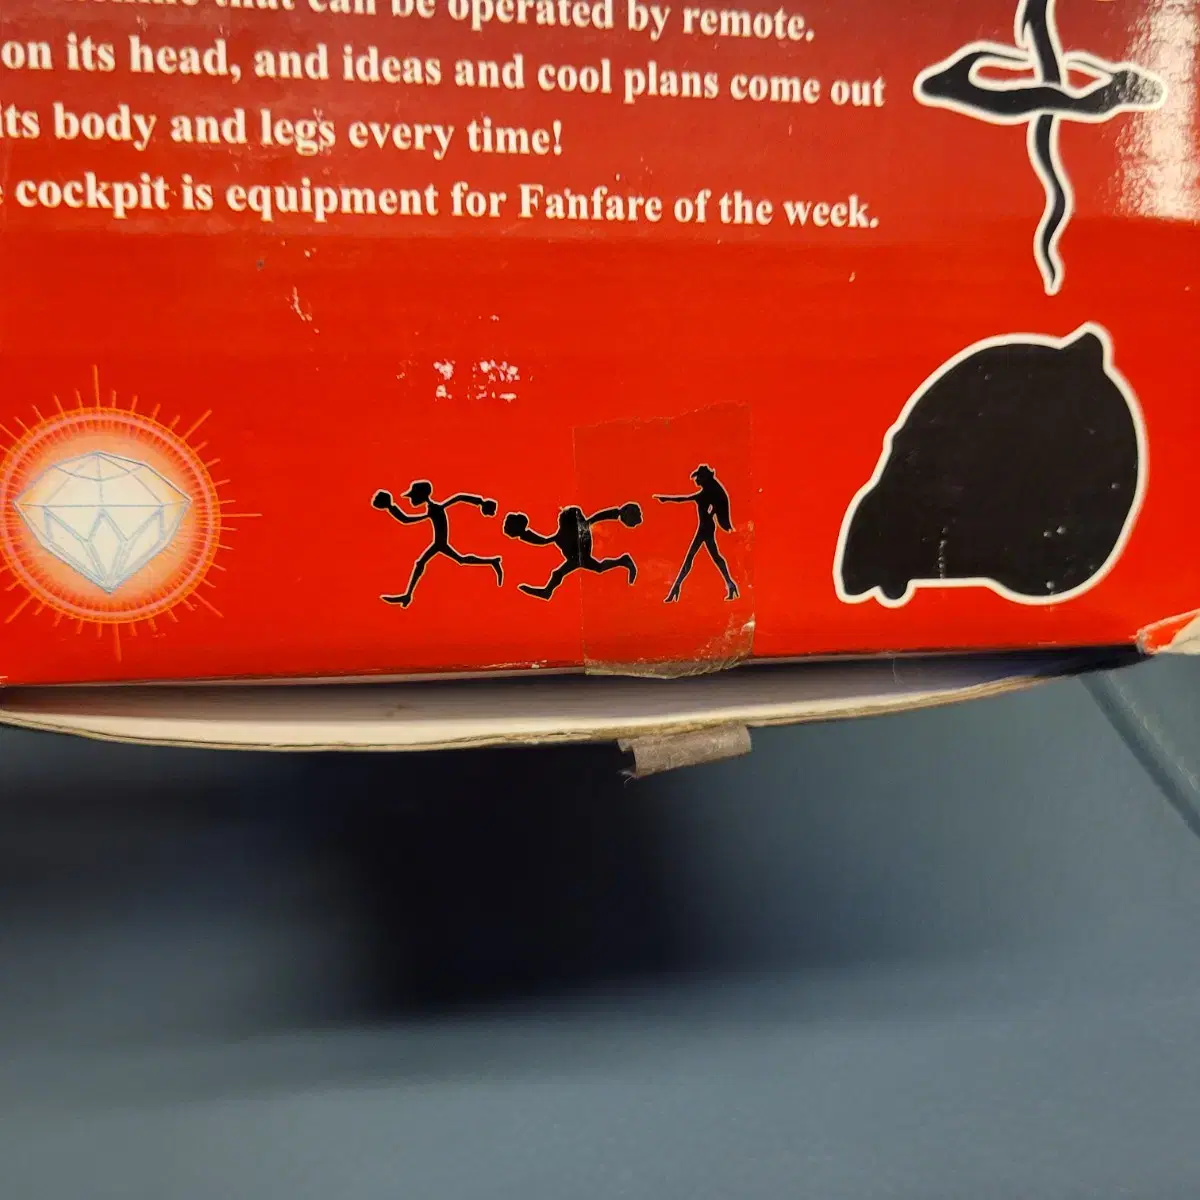 that can be operated by remote.
on its head, and ideas and cool plans come out
its body and legs every time!
cockpit is equipment for Fanfare of the week.